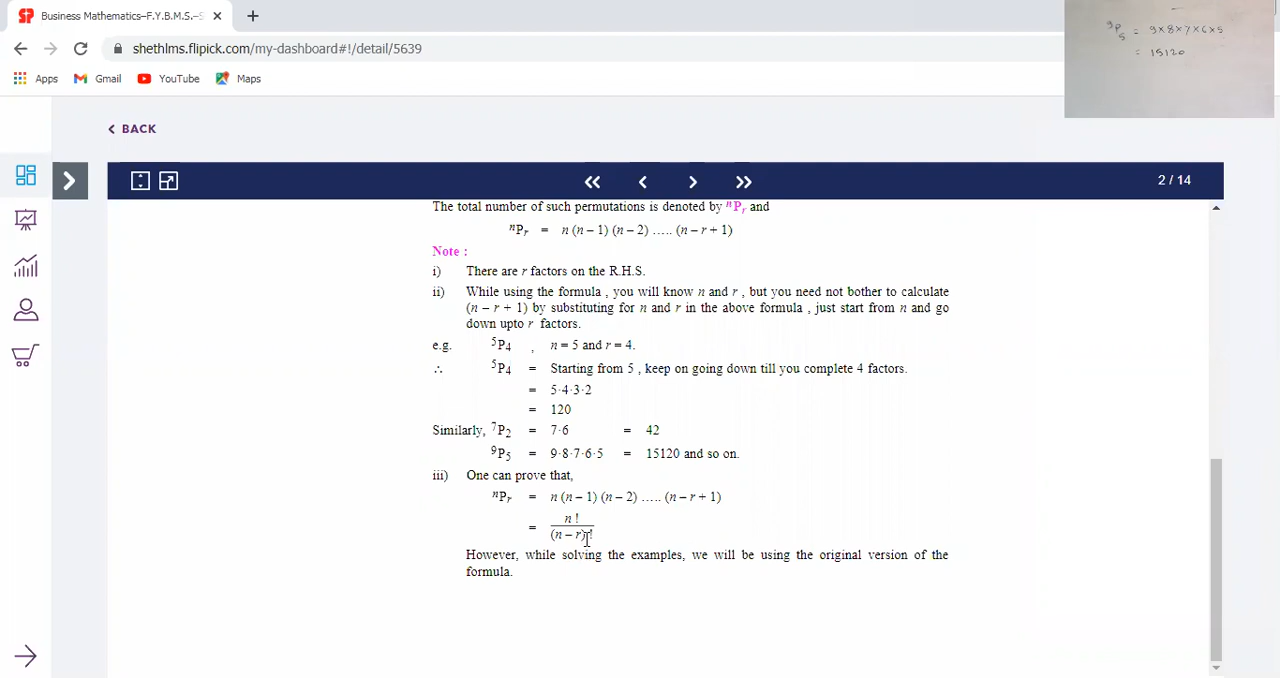 Business Mathematics–F.Y.B.M.S.–S
shethlms.flipick.com/my-dashboard#!/detail/5639
Apps Gmail YouTube Maps
⁹P₅ = 9×8×7×6×5
= 15120
BACK
2 / 14
The total number of such permutations is denoted by ⁿPᵣ and
ⁿPᵣ = n (n – 1) (n – 2) ..... (n – r + 1)
Note :
i) There are r factors on the R.H.S.
ii) While using the formula , you will know n and r , but you need not bother to calculate
(n – r + 1) by substituting for n and r in the above formula , just start from n and go
down upto r factors.
e.g. ⁵P₄ , n = 5 and r = 4.
∴ ⁵P₄ = Starting from 5 , keep on going down till you complete 4 factors.
= 5·4·3·2
= 120
Similarly, ⁷P₂ = 7·6 = 42
⁹P₅ = 9·8·7·6·5 = 15120 and so on.
iii) One can prove that,
ⁿPᵣ = n (n – 1) (n – 2) ..... (n – r + 1)
= n ! / (n – r) !
However, while solving the examples, we will be using the original version of the
formula.